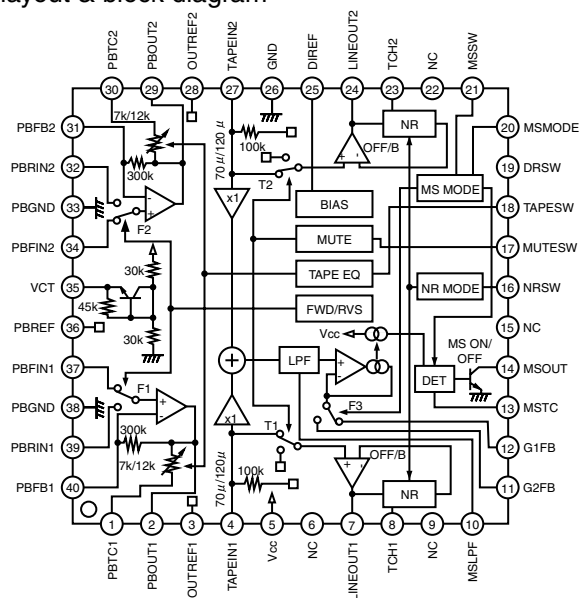 layout & block diagram
PBTC2
PBOUT2
OUTREF2
TAPEIN2
GND
DIREF
LINEOUT2
TCH2
NC
MSSW
30
29
28
27
26
25
24
23
22
21
PBFB2
31
PBRIN2
32
PBGND
33
PBFIN2
34
VCT
35
PBREF
36
PBFIN1
37
PBGND
38
PBRIN1
39
PBFB1
40
7k/12k
300k
-
+
F2
30k
45k
30k
F1
+
-
300k
7k/12k
70µ/120µ
100k
T2
x1
BIAS
MUTE
TAPE EQ
FWD/RVS
+
-
OFF/B
NR
MS MODE
NR MODE
Vcc
MS ON/
OFF
+
LPF
+
-
F3
DET
x1
T1
70µ/120µ
100k
+
-
OFF/B
NR
20
MSMODE
19
DRSW
18
TAPESW
17
MUTESW
16
NRSW
15
NC
14
MSOUT
13
MSTC
12
G1FB
11
G2FB
1
2
3
4
5
6
7
8
9
10
PBTC1
PBOUT1
OUTREF1
TAPEIN1
Vcc
NC
LINEOUT1
TCH1
NC
MSLPF